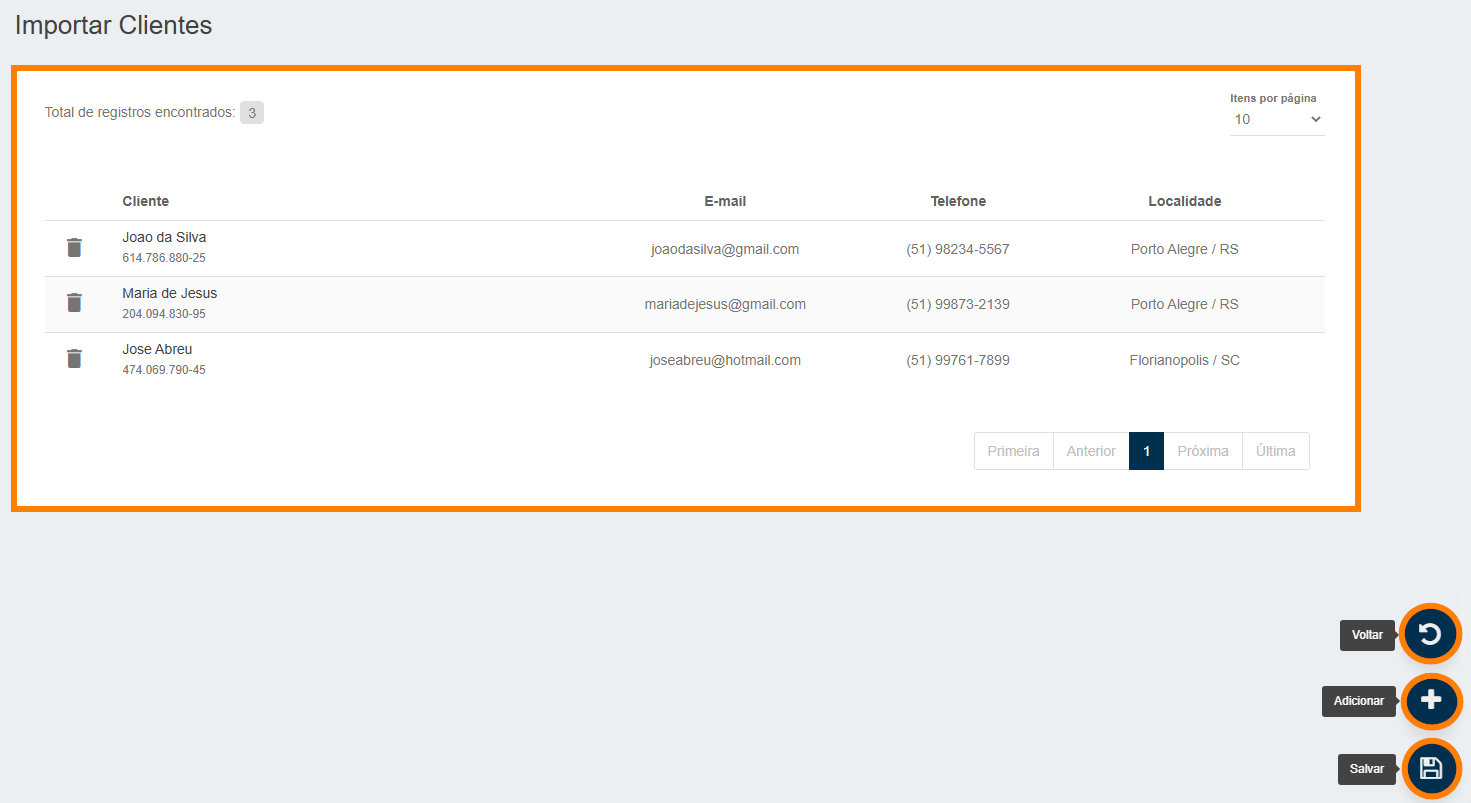 Importar Clientes
Total de registros encontrados: 3
Itens por página
10
Cliente E-mail Telefone Localidade
Joao da Silva
614.786.880-25
joaodasilva@gmail.com (51) 98234-5567 Porto Alegre / RS
Maria de Jesus
204.094.830-95
mariadejesus@gmail.com (51) 99873-2139 Porto Alegre / RS
Jose Abreu
474.069.790-45
joseabreu@hotmail.com (51) 99761-7899 Florianopolis / SC
Primeira Anterior 1 Próxima Última
Voltar
Adicionar
Salvar